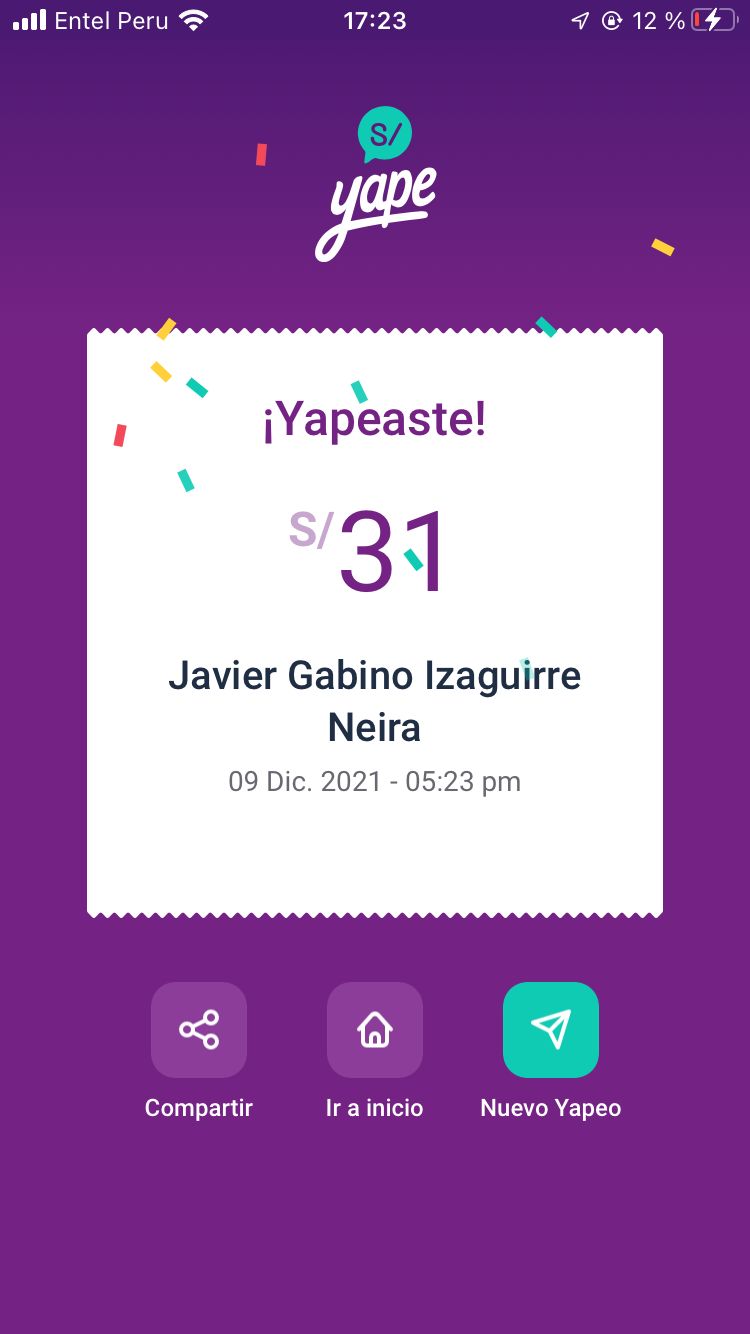 Entel Peru 17:23 12 %
S/
yape
¡Yapeaste!
S/31
Javier Gabino Izaguirre
Neira
09 Dic. 2021 - 05:23 pm
Compartir Ir a inicio Nuevo Yapeo